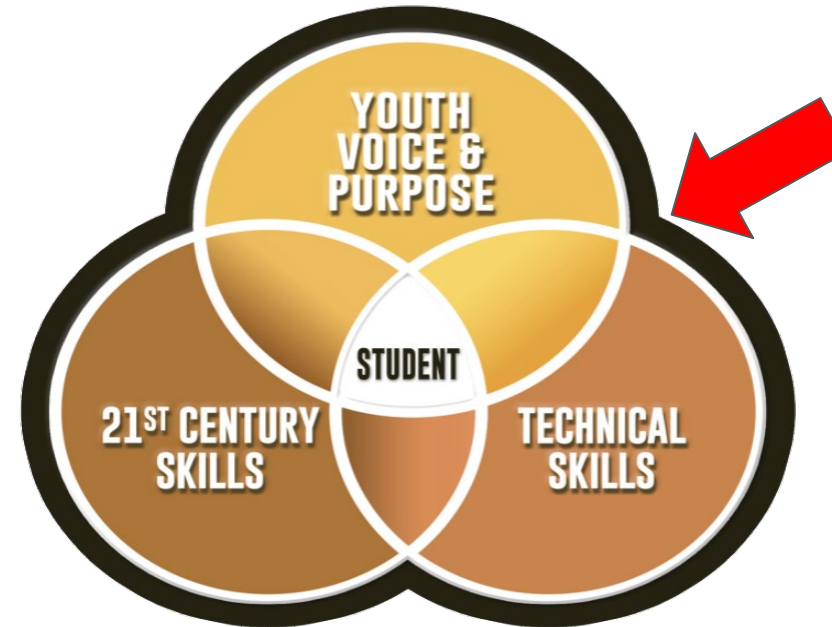 YOUTH
VOICE &
PURPOSE
STUDENT
21ST CENTURY
SKILLS
TECHNICAL
SKILLS